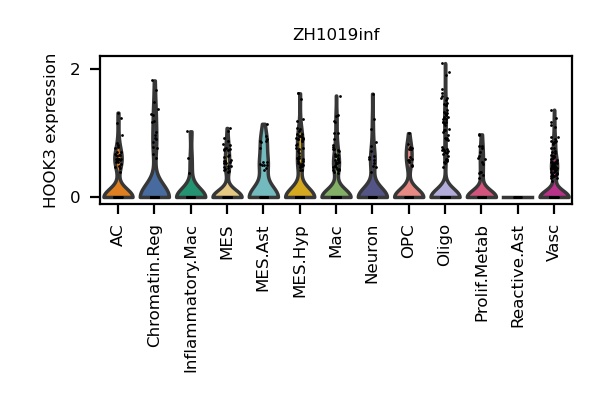 ZH1019inf
HOOK3 expression
2
0
AC
Chromatin.Reg
Inflammatory.Mac
MES
MES.Ast
MES.Hyp
Mac
Neuron
OPC
Oligo
Prolif.Metab
Reactive.Ast
Vasc